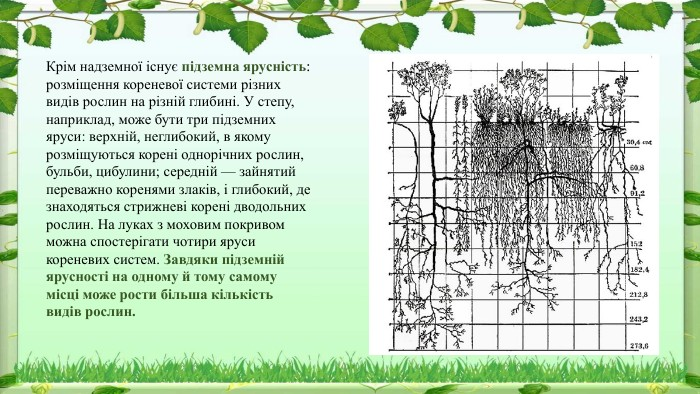 Крім надземної існує підземна ярусність:
розміщення кореневої системи різних
видів рослин на різній глибині. У степу,
наприклад, може бути три підземних
яруси: верхній, неглибокий, в якому
розміщуються корені однорічних рослин,
бульби, цибулини; середній — зайнятий
переважно коренями злаків, і глибокий, де
знаходяться стрижневі корені дводольних
рослин. На луках з моховим покривом
можна спостерігати чотири яруси
кореневих систем. Завдяки підземній
ярусності на одному й тому самому
місці може рости більша кількість
видів рослин.
30,4 см
60,8
91,2
152
182,4
212,8
243,2
273,6